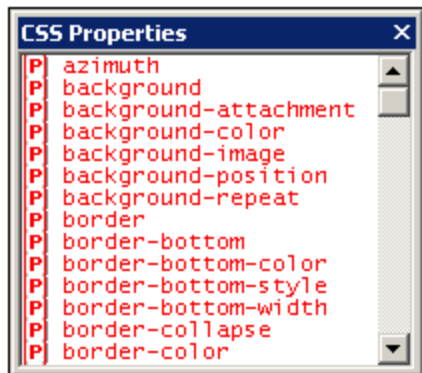 CSS Properties
P azimuth
P background
P background-attachment
P background-color
P background-image
P background-position
P background-repeat
P border
P border-bottom
P border-bottom-color
P border-bottom-style
P border-bottom-width
P border-collapse
P border-color